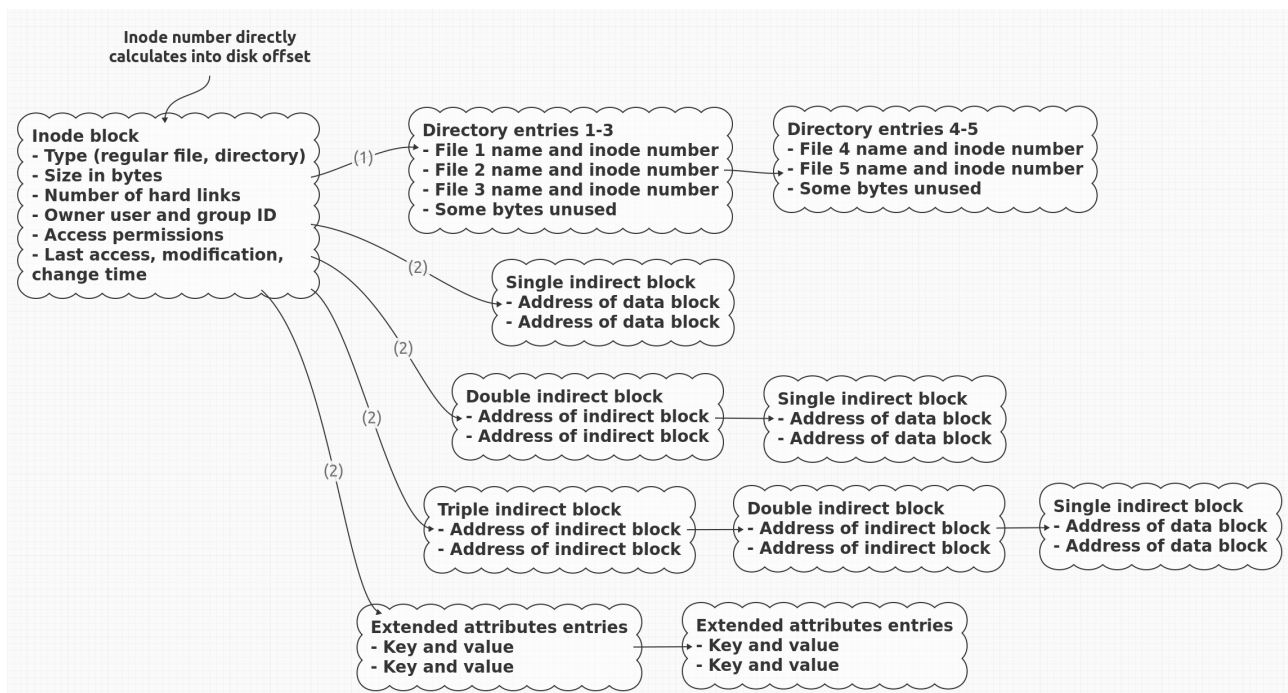 Inode number directly
calculates into disk offset
Inode block
- Type (regular file, directory)
- Size in bytes
- Number of hard links
- Owner user and group ID
- Access permissions
- Last access, modification,
change time
(1)
Directory entries 1-3
- File 1 name and inode number
- File 2 name and inode number
- File 3 name and inode number
- Some bytes unused
Directory entries 4-5
- File 4 name and inode number
- File 5 name and inode number
- Some bytes unused
(2)
Single indirect block
- Address of data block
- Address of data block
(2)
Double indirect block
- Address of indirect block
- Address of indirect block
Single indirect block
- Address of data block
- Address of data block
(2)
Triple indirect block
- Address of indirect block
- Address of indirect block
Double indirect block
- Address of indirect block
- Address of indirect block
Single indirect block
- Address of data block
- Address of data block
(2)
Extended attributes entries
- Key and value
- Key and value
Extended attributes entries
- Key and value
- Key and value